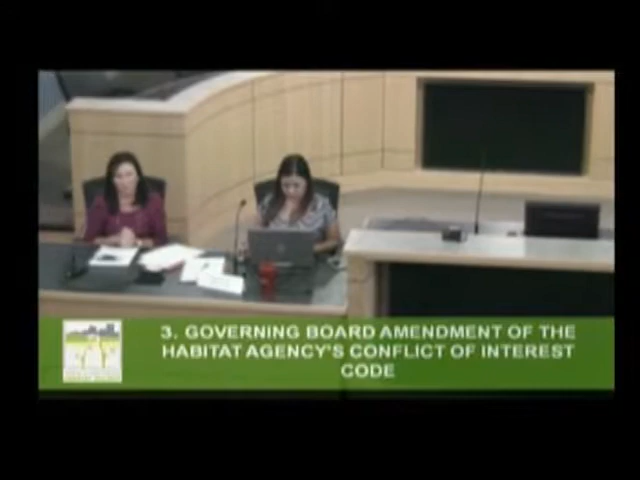 3. GOVERNING BOARD AMENDMENT OF THE
HABITAT AGENCY'S CONFLICT OF INTEREST
CODE